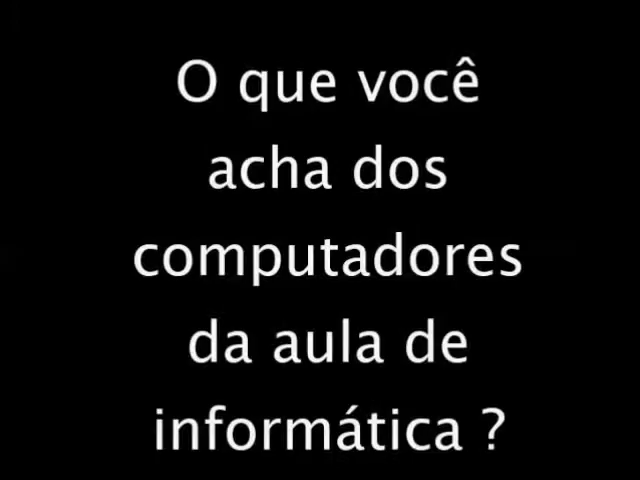 O que você
acha dos
computadores
da aula de
informática ?